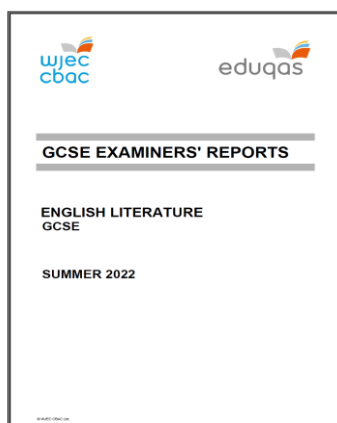 wjec
cbac
eduqas
GCSE EXAMINERS' REPORTS
ENGLISH LITERATURE
GCSE
SUMMER 2022